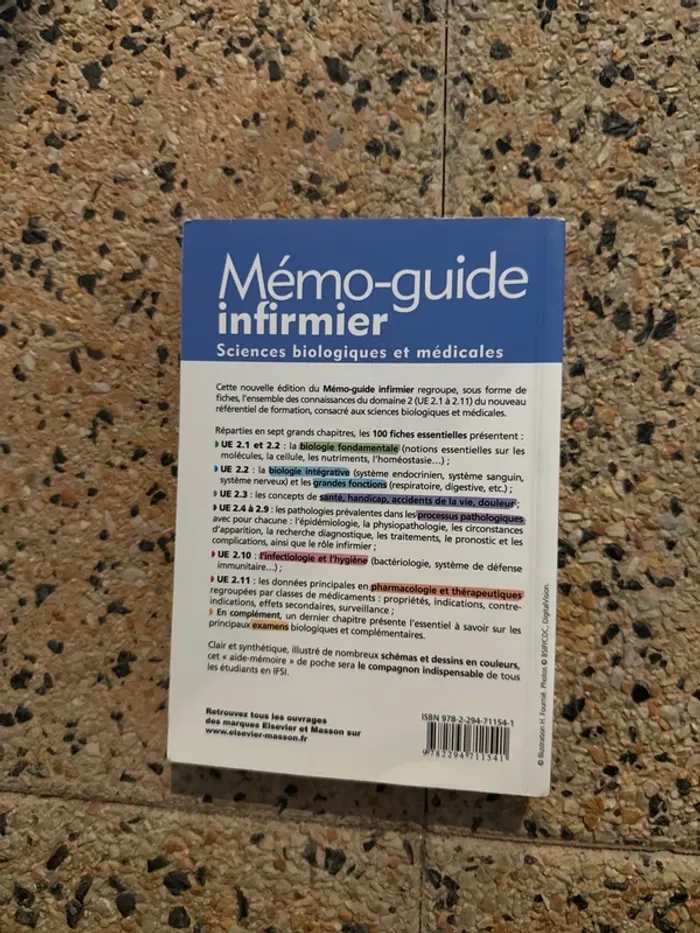 Mémo-guide
infirmier
Sciences biologiques et médicales
Cette nouvelle édition du Mémo-guide infirmier regroupe, sous forme de
fiches, l'ensemble des connaissances du domaine 2 (UE 2.1 à 2.11) du nouveau
référentiel de formation, consacré aux sciences biologiques et médicales.
Réparties en sept grands chapitres, les 100 fiches essentielles présentent :
UE 2.1 et 2.2 : la biologie fondamentale (notions essentielles sur les
molécules, la cellule, les nutriments, l'homéostasie...) ;
UE 2.2 : la biologie intégrative (système endocrinien, système sanguin,
système nerveux) et les grandes fonctions (respiratoire, digestive, etc.) ;
UE 2.3 : les concepts de santé, handicap, accidents de la vie, douleur ;
UE 2.4 à 2.9 : les pathologies prévalentes dans les processus pathologiques
avec pour chacune : l'épidémiologie, la physiopathologie, les circonstances
d'apparition, la recherche diagnostique, les traitements, le pronostic et les
complications, ainsi que le rôle infirmier ;
UE 2.10 : l'infectiologie et l'hygiène (bactériologie, système de défense
immunitaire...) ;
UE 2.11 : les données principales en pharmacologie et thérapeutiques
regroupées par classes de médicaments : propriétés, indications, contre-
indications, effets secondaires, surveillance ;
En complément, un dernier chapitre présente l'essentiel à savoir sur les
principaux examens biologiques et complémentaires.
Clair et synthétique, illustré de nombreux schémas et dessins en couleurs,
cet « aide-mémoire » de poche sera le compagnon indispensable de tous
les étudiants en IFSI.
Retrouvez tous les ouvrages
des marques Elsevier et Masson sur
www.elsevier-masson.fr
ISBN 978-2-294-71154-1
9782294711541
© Illustration H. Fournié. Photos © BSIP/CDC, DigitalVision.